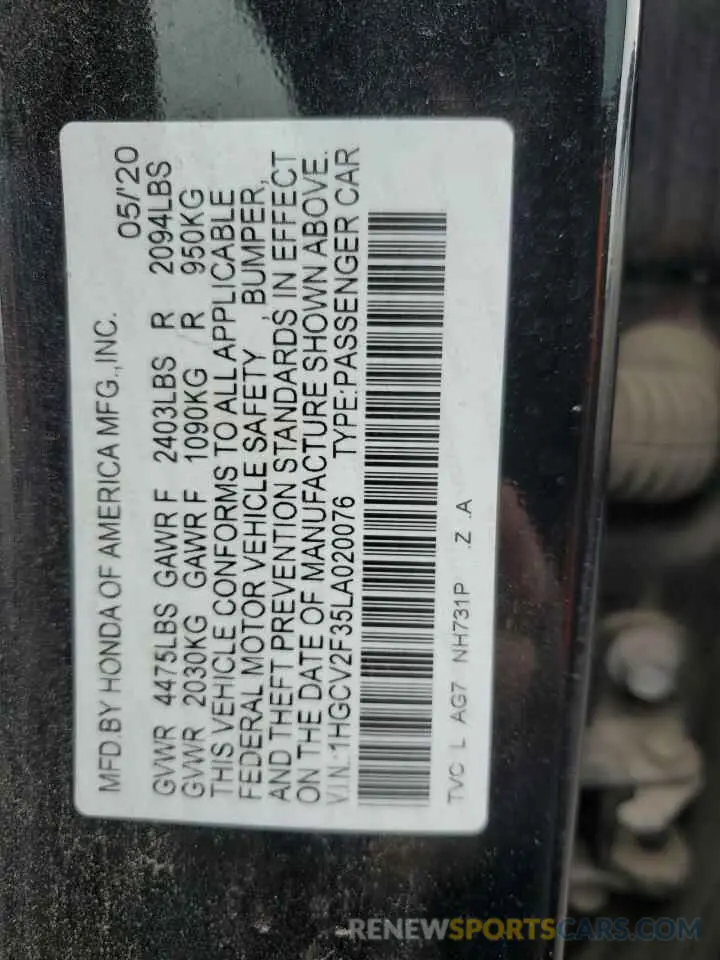 MFD.BY HONDA OF AMERICA MFG.,INC. 05/'20
GVWR 4475LBS GAWR F 2403LBS R 2094LBS
GVWR 2030KG GAWR F 1090KG R 950KG
THIS VEHICLE CONFORMS TO ALL APPLICABLE
FEDERAL MOTOR VEHICLE SAFETY , BUMPER,
AND THEFT PREVENTION STANDARDS IN EFFECT
ON THE DATE OF MANUFACTURE SHOWN ABOVE.
V.I.N.:1HGCV2F35LA020076 TYPE:PASSENGER CAR
TVC L AG7 NH731P .Z .A
RENEWSPORTSCARS.COM